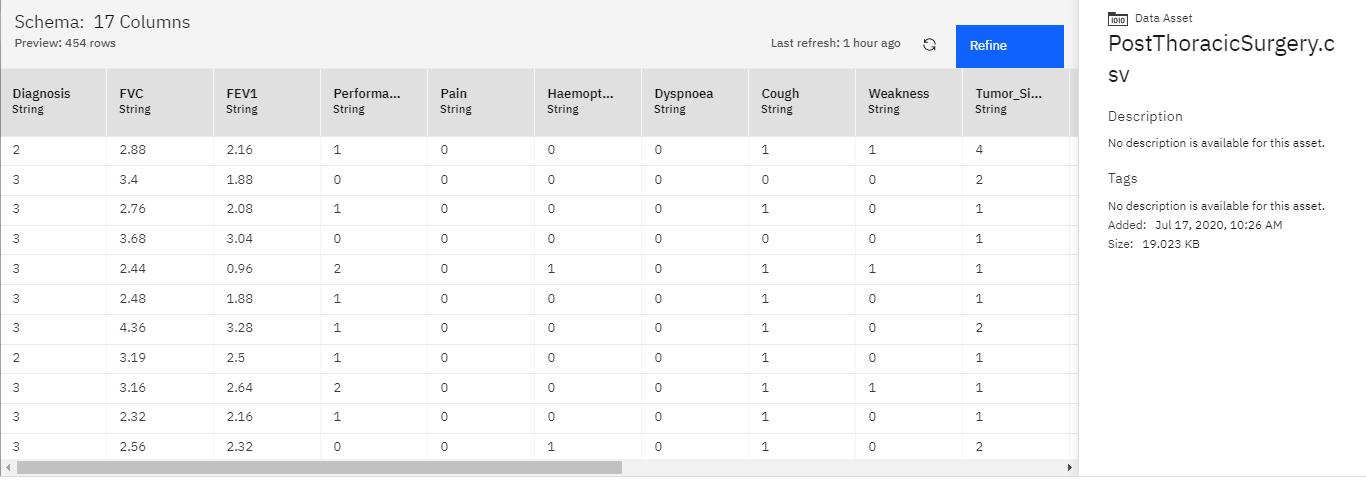 Schema: 17 Columns
Preview: 454 rows
Last refresh: 1 hour ago
Refine
Diagnosis FVC FEV1 Performa... Pain Haemopt... Dyspnoea Cough Weakness Tumor_Si...
String String String String String String String String String String
2 2.88 2.16 1 0 0 0 1 1 4
3 3.4 1.88 0 0 0 0 0 0 2
3 2.76 2.08 1 0 0 0 1 0 1
3 3.68 3.04 0 0 0 0 0 0 1
3 2.44 0.96 2 0 1 0 1 1 1
3 2.48 1.88 1 0 0 0 1 0 1
3 4.36 3.28 1 0 0 0 1 0 2
2 3.19 2.5 1 0 0 0 1 0 1
3 3.16 2.64 2 0 0 0 1 1 1
3 2.32 2.16 1 0 0 0 1 0 1
3 2.56 2.32 0 0 1 0 1 0 2
Data Asset
PostThoracicSurgery.c
sv
Description
No description is available for this asset.
Tags
No description is available for this asset.
Added: Jul 17, 2020, 10:26 AM
Size: 19.023 KB